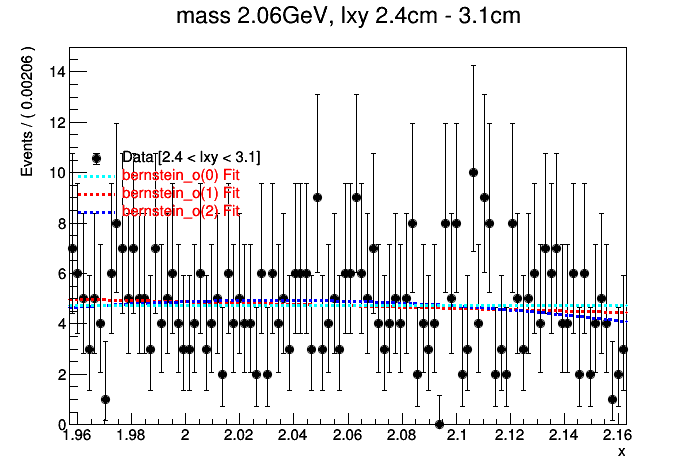 mass 2.06GeV, lxy 2.4cm - 3.1cm
Events / ( 0.00206 )
14
12
10
8
6
4
2
0
Data [2.4 < lxy < 3.1]
bernstein_o(0) Fit
bernstein_o(1) Fit
bernstein_o(2) Fit
1.96 1.98 2 2.02 2.04 2.06 2.08 2.1 2.12 2.14 2.16
x